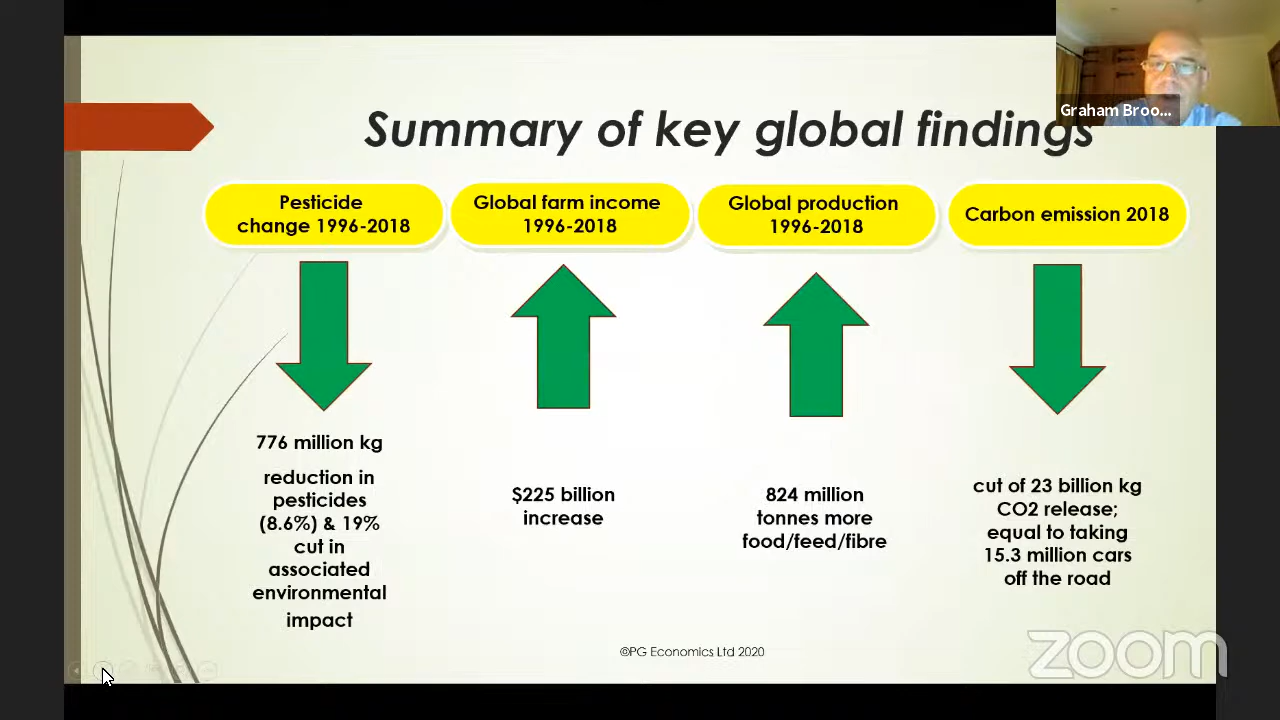 Graham Broo...
Summary of key global findings
Pesticide
change 1996-2018
Global farm income
1996-2018
Global production
1996-2018
Carbon emission 2018
776 million kg
reduction in
pesticides
(8.6%) & 19%
cut in
associated
environmental
impact
$225 billion
increase
824 million
tonnes more
food/feed/fibre
cut of 23 billion kg
CO2 release;
equal to taking
15.3 million cars
off the road
©PG Economics Ltd 2020
zoom